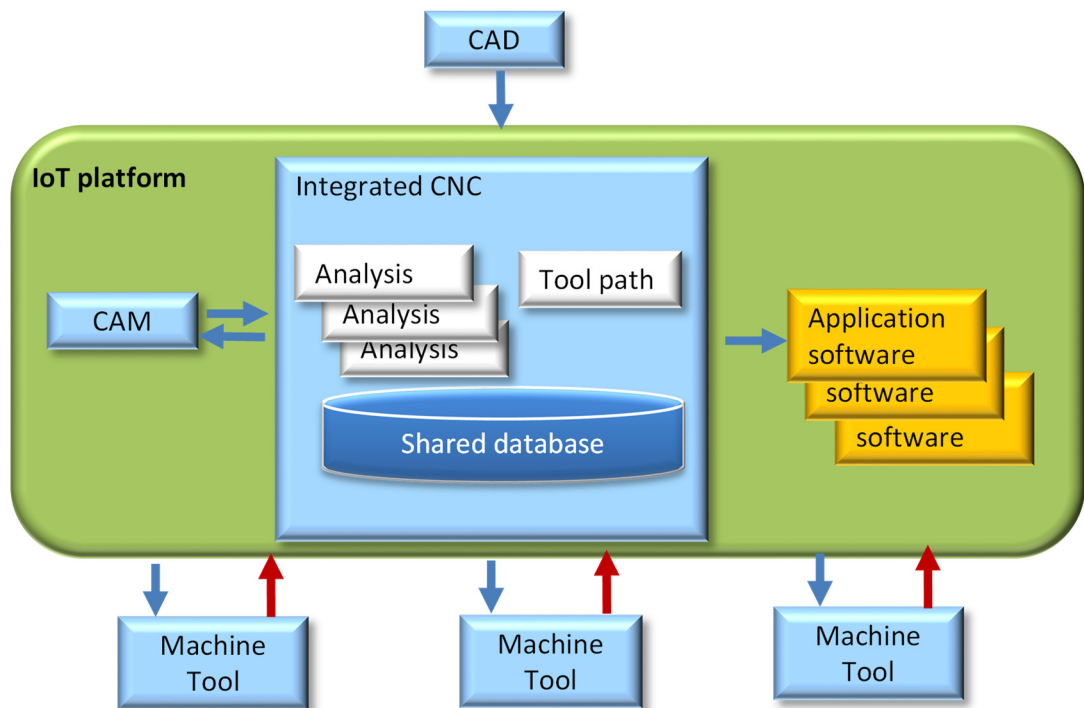 CAD
IoT platform
Integrated CNC
Analysis
Analysis
Analysis
Tool path
Shared database
CAM
Application
software
software
software
Machine
Tool
Machine
Tool
Machine
Tool